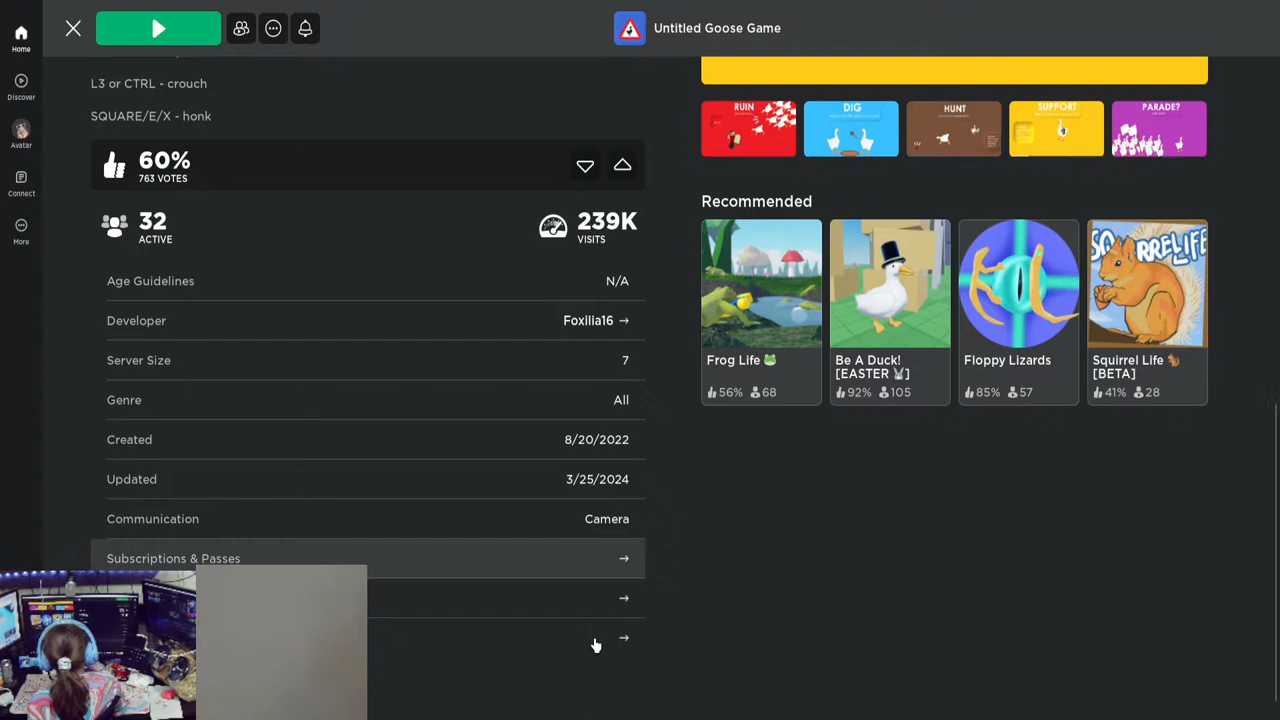 Untitled Goose Game
Home
Discover
Avatar
Connect
More
L3 or CTRL - crouch
SQUARE/E/X - honk
60%
763 VOTES
32
ACTIVE
239K
VISITS
Age Guidelines N/A
Developer Foxilia16 →
Server Size 7
Genre All
Created 8/20/2022
Updated 3/25/2024
Communication Camera
Subscriptions & Passes →
→
→
RUIN
DIG
HUNT
SUPPORT
PARADE?
Recommended
SQUIRREL LIFE
Frog Life 🐸
56% 68
Be A Duck!
[EASTER 🐰]
92% 105
Floppy Lizards
85% 57
Squirrel Life 🐿️
[BETA]
41% 28